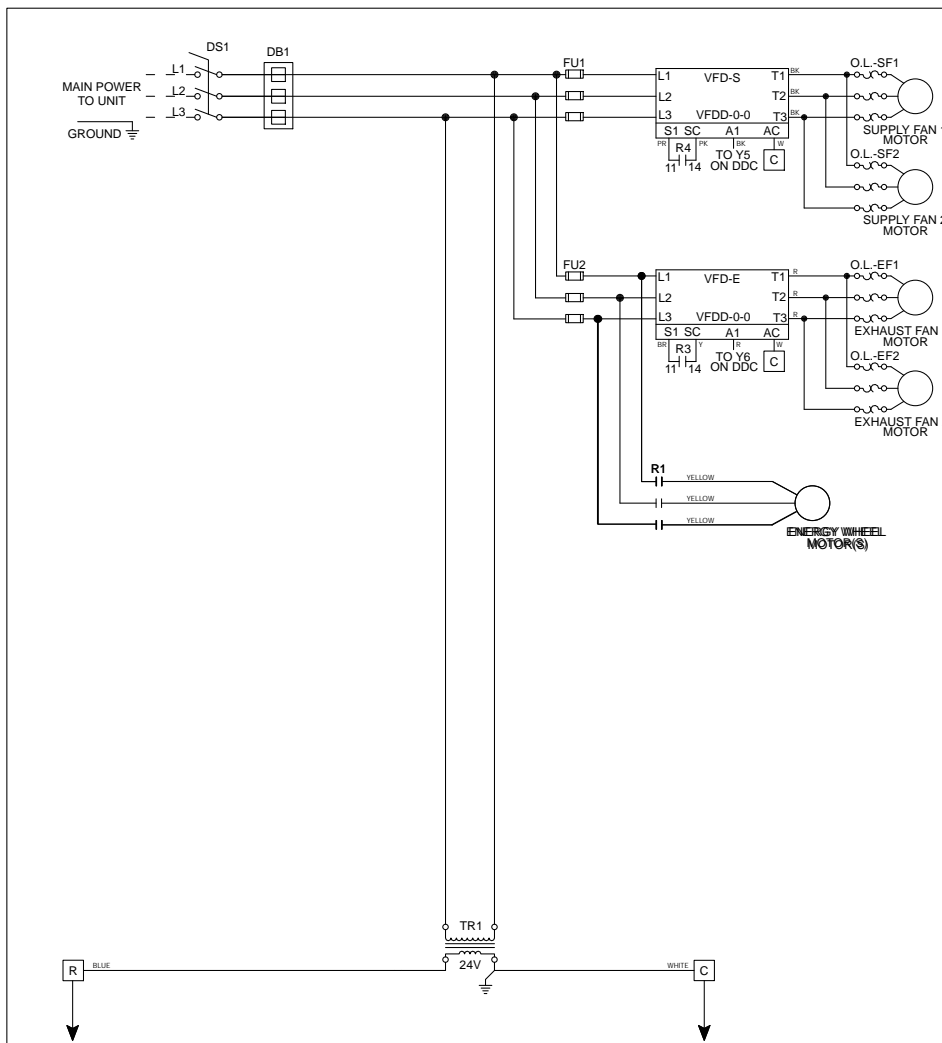 DS1
DB1
MAIN POWER
TO UNIT
L1
L2
L3
GROUND
FU1
L1 VFD-S T1 BK
L2 T2 BK
L3 VFDD-0-0 T3 BK
S1 SC A1 AC
PR R4 PK BK W
11 14 TO Y5
ON DDC
C
O.L.-SF1
SUPPLY FAN 1
MOTOR
O.L.-SF2
SUPPLY FAN 2
MOTOR
FU2
L1 VFD-E T1 R
L2 T2 R
L3 VFDD-0-0 T3 R
S1 SC A1 AC
BR R3 Y R W
11 14 TO Y6
ON DDC
C
O.L.-EF1
EXHAUST FAN
MOTOR
O.L.-EF2
EXHAUST FAN
MOTOR
R1
YELLOW
YELLOW
YELLOW
ENERGY WHEEL
MOTOR(S)
TR1
24V
R
BLUE
WHITE
C